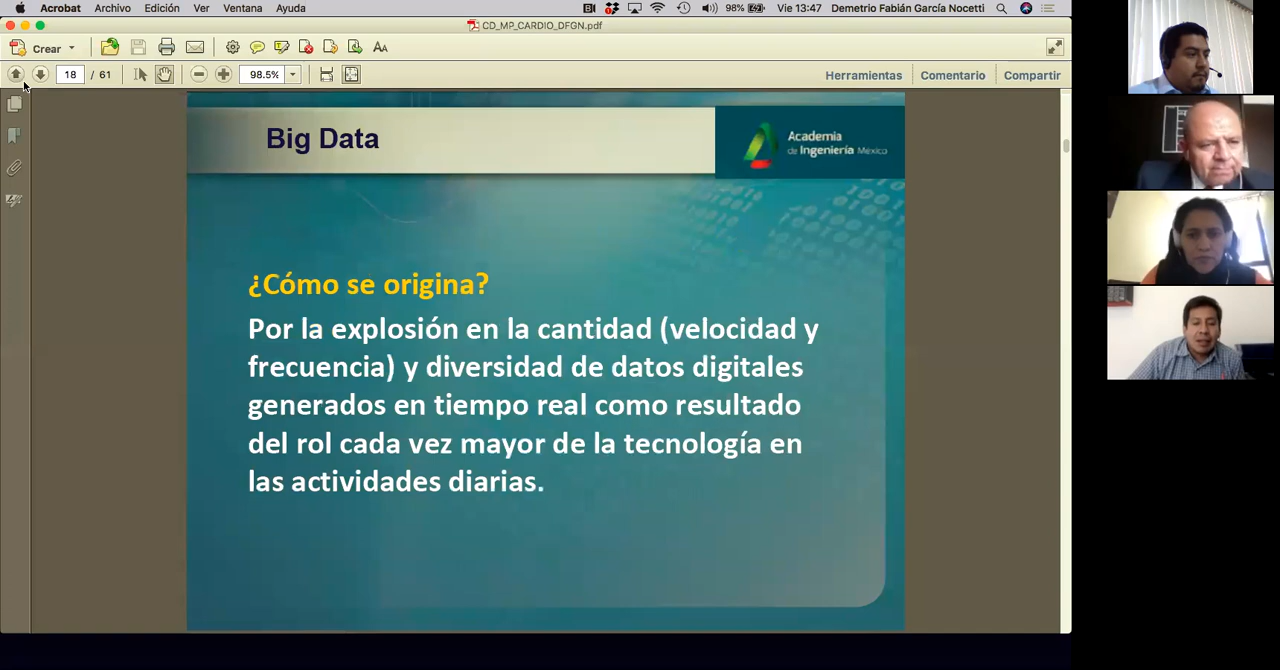 Acrobat Archivo Edición Ver Ventana Ayuda 98% Vie 13:47 Demetrio Fabián García Nocetti
CD_MP_CARDIO_DFGN.pdf
Crear
18 / 61 98.5% Herramientas Comentario Compartir
Big Data
Academia
de Ingeniería México
¿Cómo se origina?
Por la explosión en la cantidad (velocidad y
frecuencia) y diversidad de datos digitales
generados en tiempo real como resultado
del rol cada vez mayor de la tecnología en
las actividades diarias.